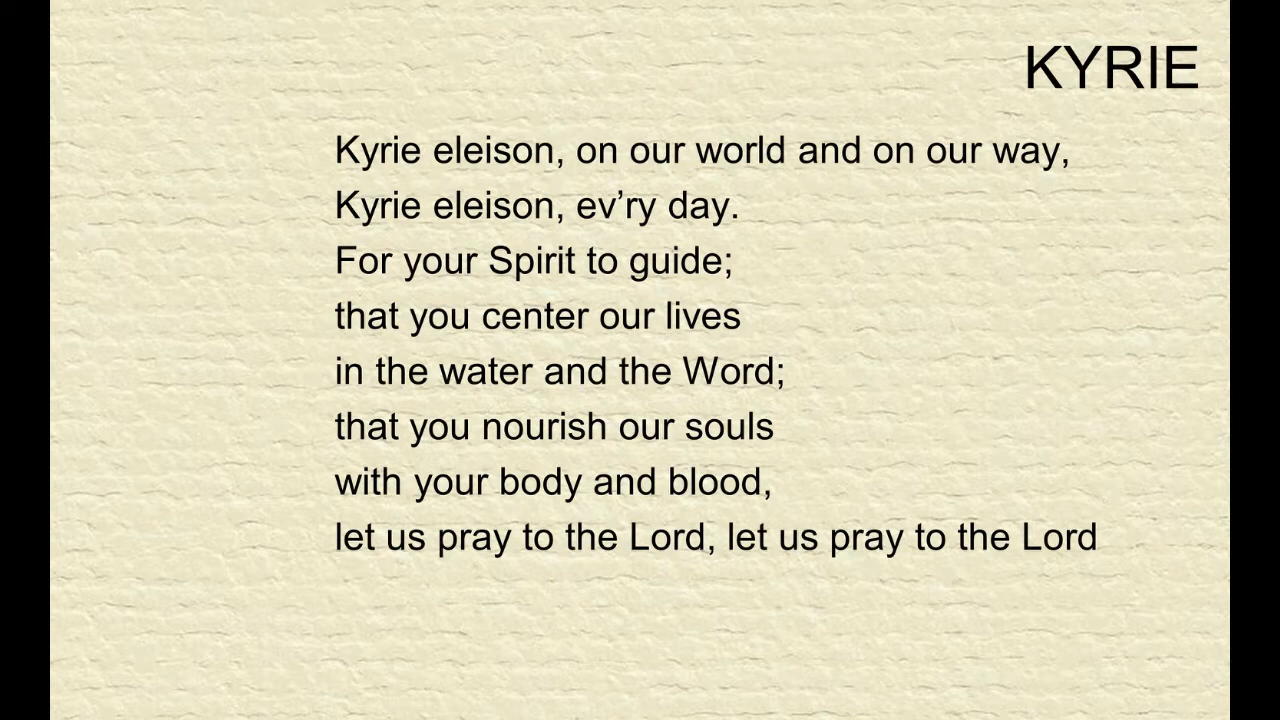 KYRIE
Kyrie eleison, on our world and on our way,
Kyrie eleison, ev’ry day.
For your Spirit to guide;
that you center our lives
in the water and the Word;
that you nourish our souls
with your body and blood,
let us pray to the Lord, let us pray to the Lord